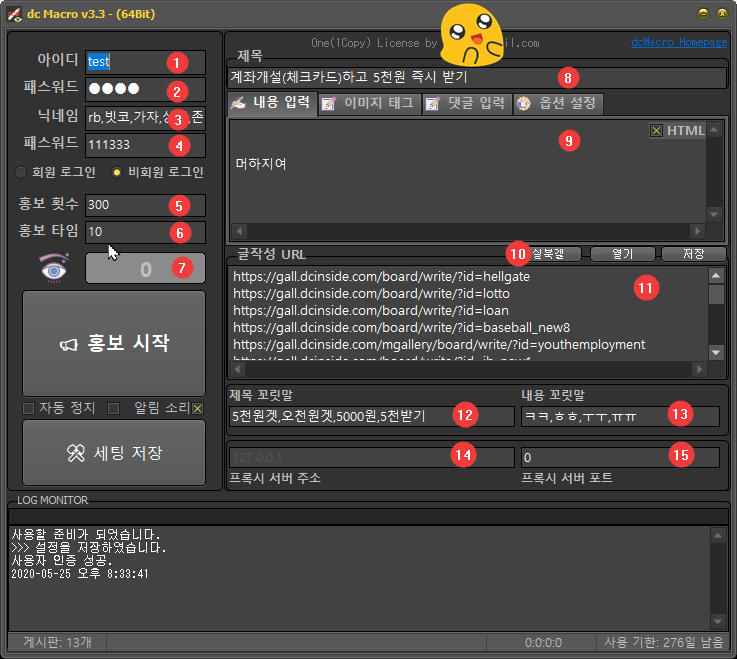 dc Macro v3.3 - (64Bit)
One(1Copy) License by
il.com
dcMacro Homepage
아이디
test
1
패스워드
●●●●
2
닉네임
rb,빗코,가자,
존
3
패스워드
111333
4
회원 로그인
비회원 로그인
홍보 횟수
300
5
홍보 타임
10
6
0
7
홍보 시작
자동 정지
알림 소리
세팅 저장
제목
계좌개설(체크카드)하고 5천원 즉시 받기
8
내용 입력
이미지 태그
댓글 입력
옵션 설정
HTML
9
머하지여
글작성 URL
10
실북갤
열기
저장
https://gall.dcinside.com/board/write/?id=hellgate
11
https://gall.dcinside.com/board/write/?id=lotto
https://gall.dcinside.com/board/write/?id=loan
https://gall.dcinside.com/board/write/?id=baseball_new8
https://gall.dcinside.com/mgallery/board/write/?id=youthemployment
제목 꼬릿말
내용 꼬릿말
5천원겟,오천원겟,5000원,5천받기
12
ㅋㅋ,ㅎㅎ,ㅜㅜ,ㅠㅠ
13
127.0.0.1
14
0
15
프록시 서버 주소
프록시 서버 포트
LOG MONITOR
사용할 준비가 되었습니다.
>>> 설정을 저장하였습니다.
사용자 인증 성공.
2020-05-25 오후 8:33:41
게시판: 13개
0:0:0:0
사용 기한: 276일 남음